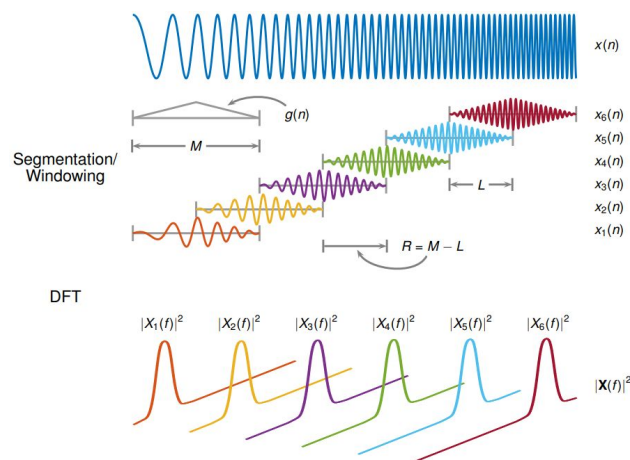 x(n)
g(n)
M
Segmentation/
Windowing
x₆(n)
x₅(n)
x₄(n)
L
x₃(n)
x₂(n)
x₁(n)
R = M – L
DFT
|X₁(f)|² |X₂(f)|² |X₃(f)|² |X₄(f)|² |X₅(f)|² |X₆(f)|²
|X(f)|²